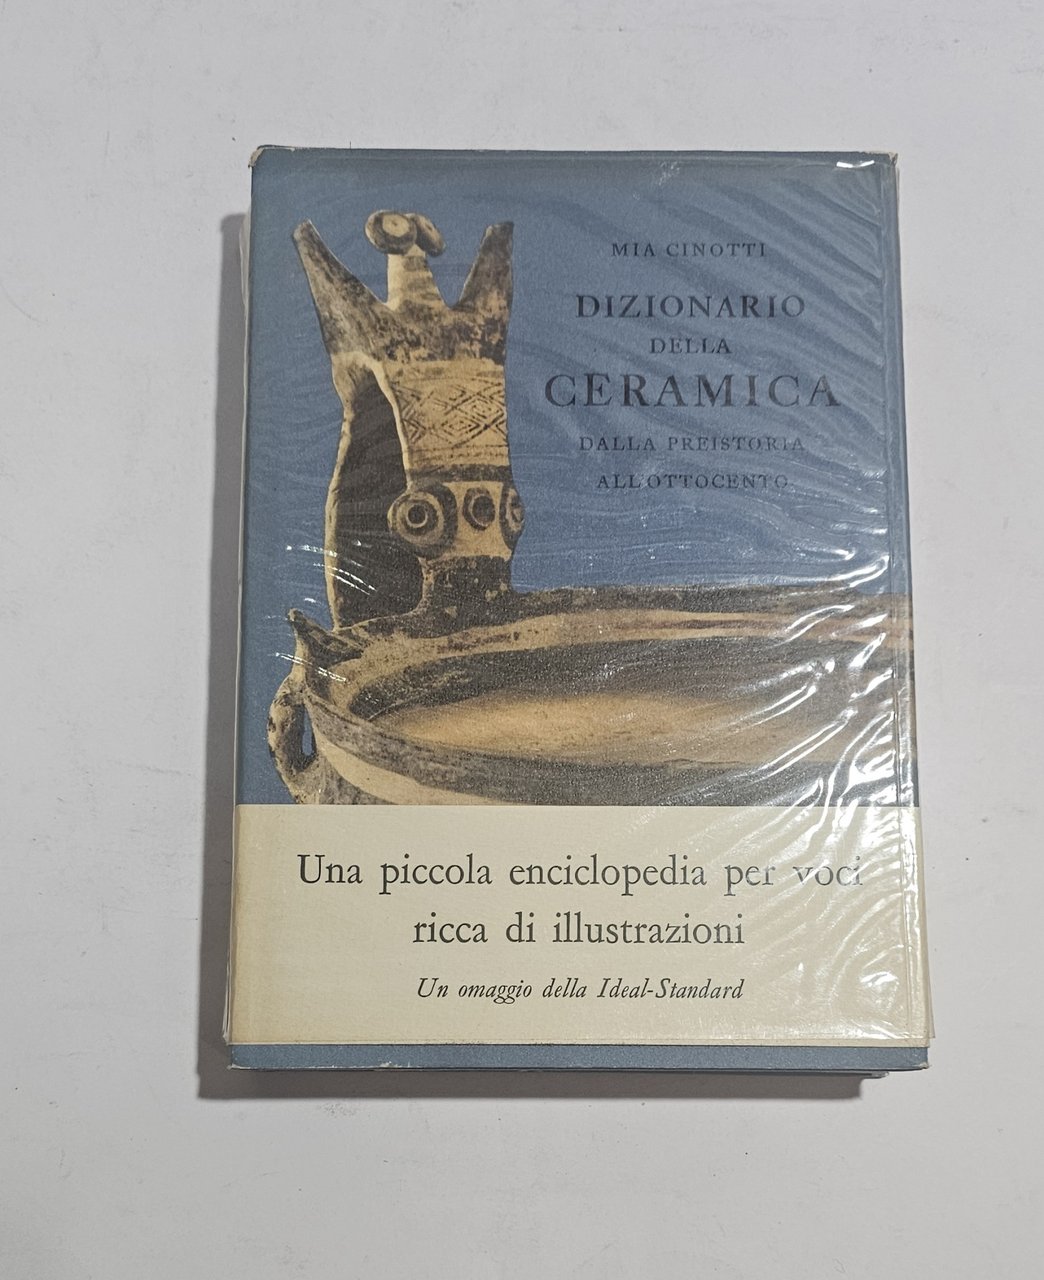 MIA CINOTTI
DIZIONARIO
DELLA
CERAMICA
DALLA PREISTORIA
ALL'OTTOCENTO
Una piccola enciclopedia per voci
ricca di illustrazioni
Un omaggio della Ideal-Standard